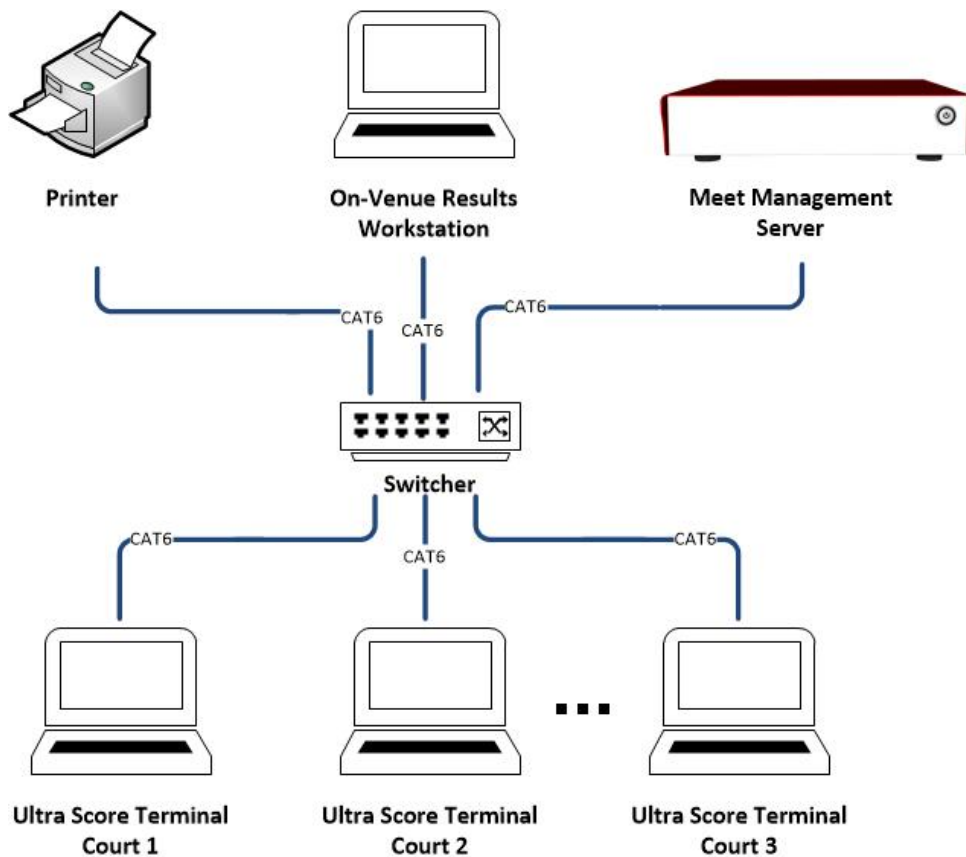 Printer
On-Venue Results
Workstation
Meet Management
Server
CAT6
CAT6
CAT6
Switcher
CAT6
CAT6
CAT6
Ultra Score Terminal
Court 1
Ultra Score Terminal
Court 2
Ultra Score Terminal
Court 3